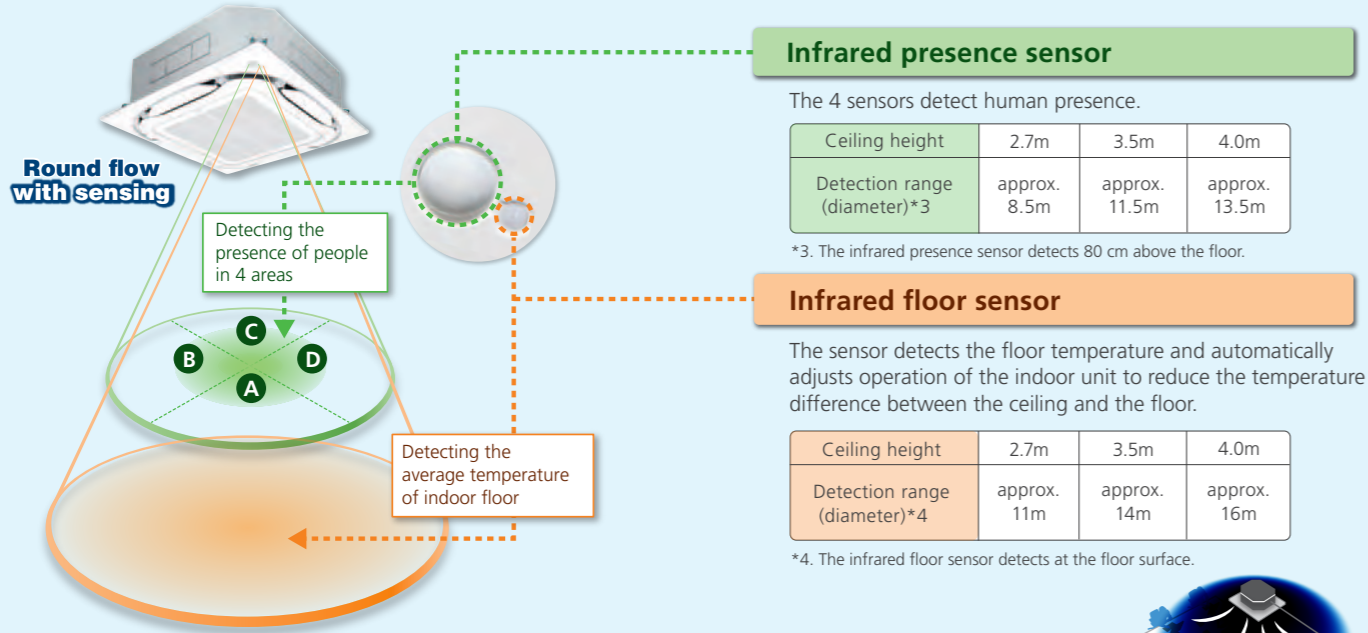 Round flow
with sensing
Detecting the
presence of people
in 4 areas
C
B
D
A
Detecting the
average temperature
of indoor floor
Infrared presence sensor
The 4 sensors detect human presence.
Ceiling height 2.7m 3.5m 4.0m
Detection range approx. approx. approx.
(diameter)*3 8.5m 11.5m 13.5m
*3. The infrared presence sensor detects 80 cm above the floor.
Infrared floor sensor
The sensor detects the floor temperature and automatically
adjusts operation of the indoor unit to reduce the temperature
difference between the ceiling and the floor.
Ceiling height 2.7m 3.5m 4.0m
Detection range approx. approx. approx.
(diameter)*4 11m 14m 16m
*4. The infrared floor sensor detects at the floor surface.